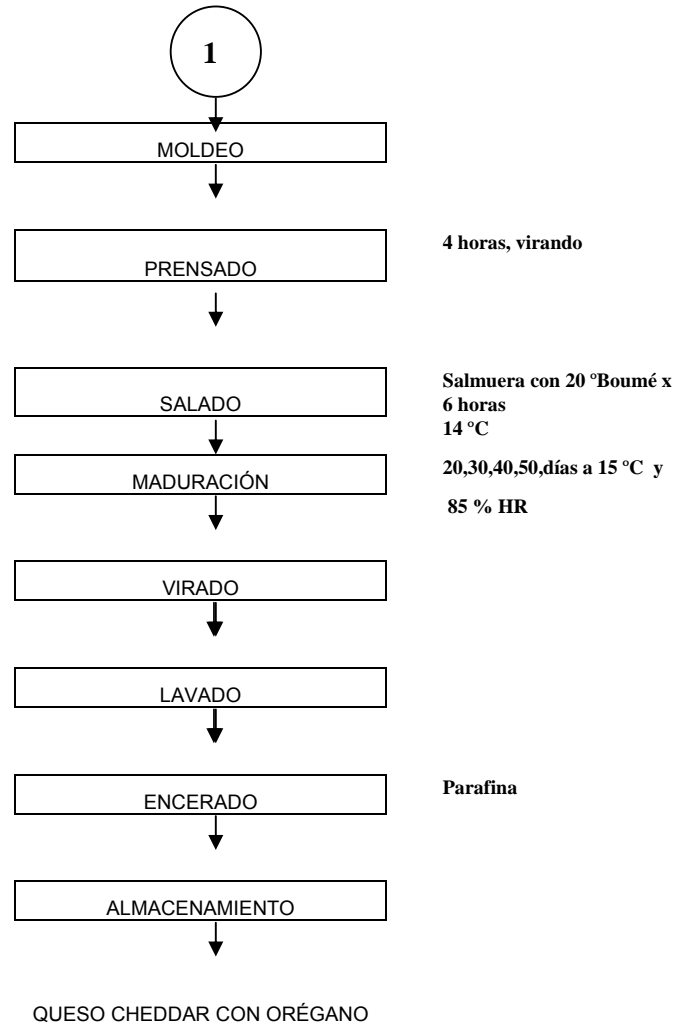 1
MOLDEO
PRENSADO
4 horas, virando
SALADO
Salmuera con 20 ºBoumé x
6 horas
14 ºC
MADURACIÓN
20,30,40,50,días a 15 ºC y
85 % HR
VIRADO
LAVADO
ENCERADO
Parafina
ALMACENAMIENTO
QUESO CHEDDAR CON ORÉGANO